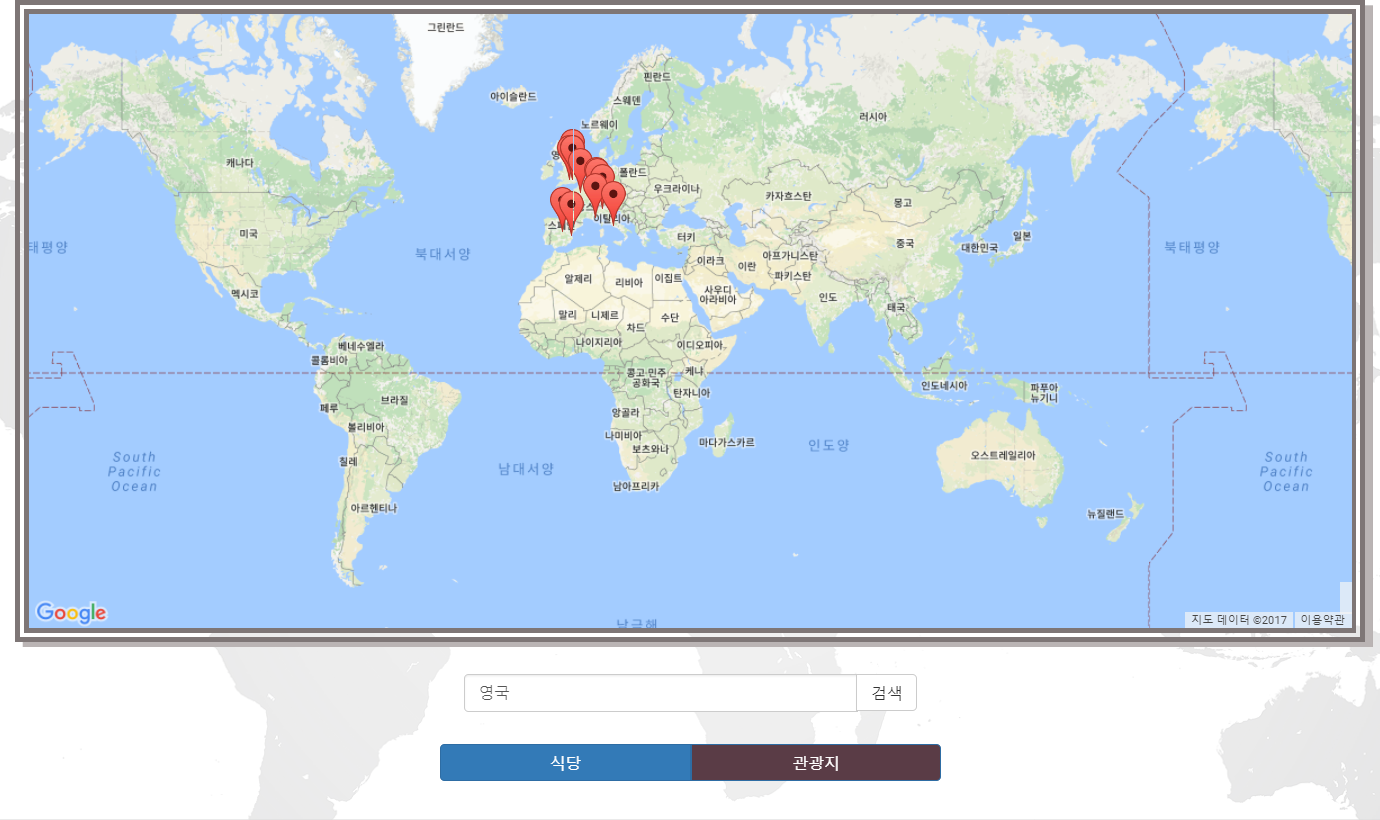 그린란드
핀란드
아이슬란드
스웨덴
노르웨이
러시아
캐나다
폴란드
우크라이나
카자흐스탄
몽고
미국
이탈리아
터키
중국
대한민국
일본
태평양
북대서양
북태평양
이라크
이란
아프가니스탄
파키스탄
알제리
리비아
이집트
사우디
아라비아
인도
멕시코
말리
니제르
차드
수단
태국
나이지리아
이디오피아
베네수엘라
콜롬비아
콩고 민주
공화국
케냐
탄자니아
인도네시아
파푸아
뉴기니
페루
브라질
앙골라
볼리비아
나미비아
보츠와나
마다가스카르
인도양
칠레
남대서양
오스트레일리아
South
Pacific
Ocean
South
Pacific
Ocean
남아프리카
아르헨티나
뉴질랜드
남극해
Google
지도 데이터 ©2017
이용약관
영국
검색
식당
관광지